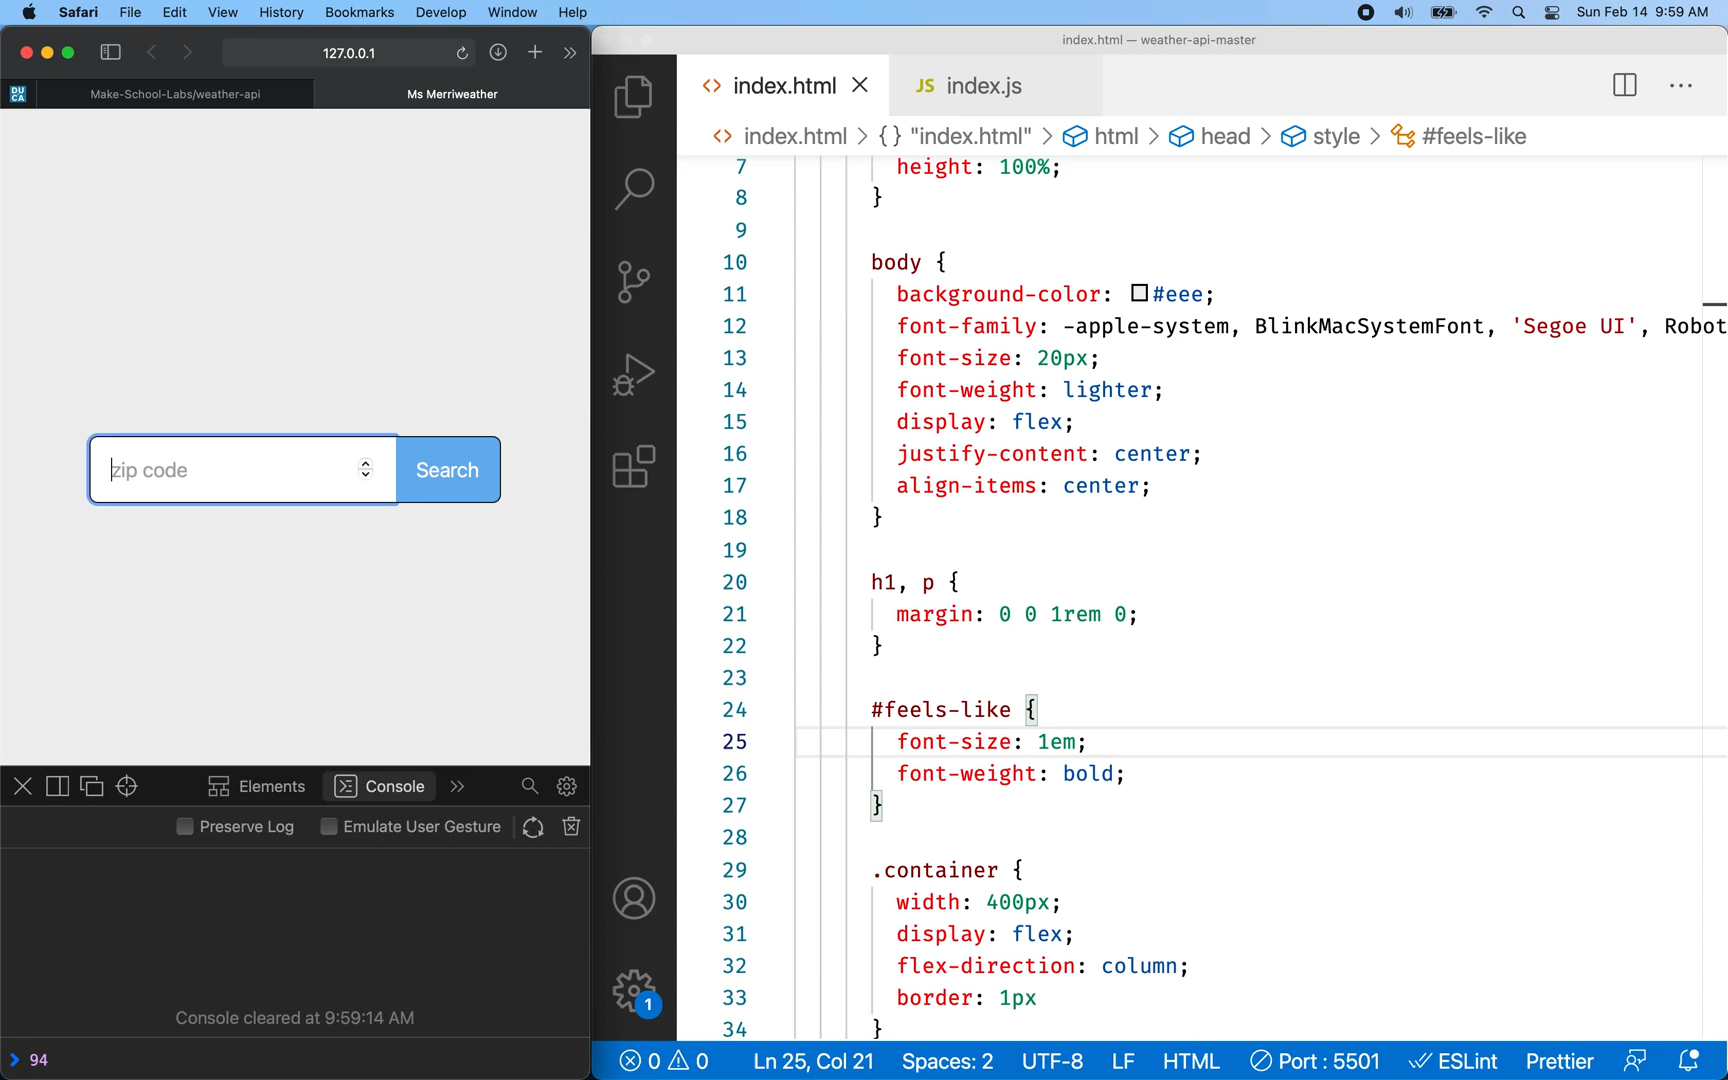 Safari File Edit View History Bookmarks Develop Window Help Sun Feb 14 9:59 AM
127.0.0.1
DU
CA
Make-School-Labs/weather-api Ms Merriweather
zip code Search
Elements Console
Preserve Log Emulate User Gesture
Console cleared at 9:59:14 AM
94
index.html — weather-api-master
index.html JS index.js
index.html > {} "index.html" > html > head > style > #feels-like
7 height: 100%;
8 }
9
10 body {
11 background-color: #eee;
12 font-family: -apple-system, BlinkMacSystemFont, 'Segoe UI', Robot
13 font-size: 20px;
14 font-weight: lighter;
15 display: flex;
16 justify-content: center;
17 align-items: center;
18 }
19
20 h1, p {
21 margin: 0 0 1rem 0;
22 }
23
24 #feels-like {
25 font-size: 1em;
26 font-weight: bold;
27 }
28
29 .container {
30 width: 400px;
31 display: flex;
32 flex-direction: column;
33 border: 1px
34 }
1
0 0 Ln 25, Col 21 Spaces: 2 UTF-8 LF HTML Port : 5501 ESLint Prettier